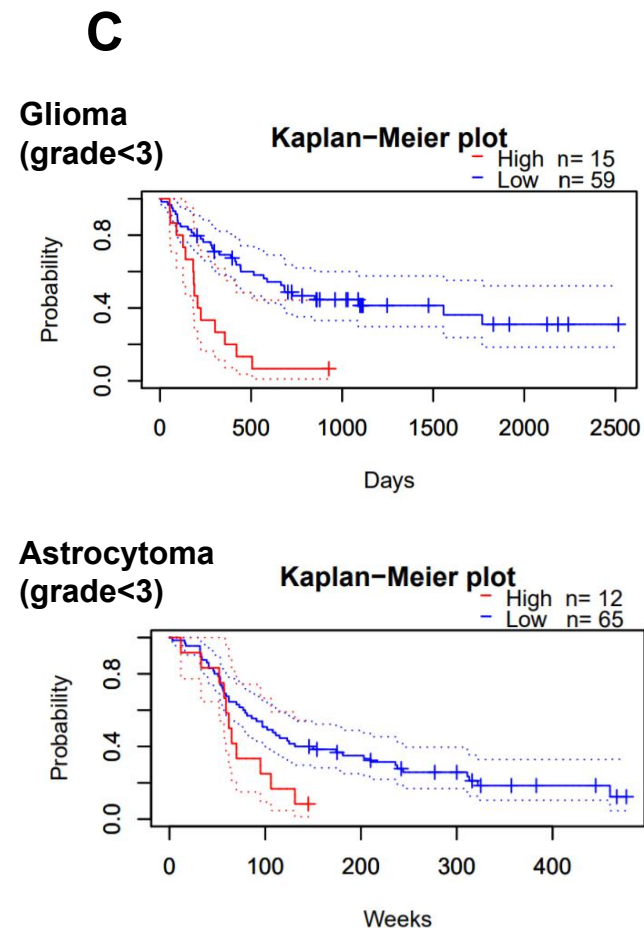 C
Glioma
(grade<3)
Kaplan−Meier plot
High n= 15
Low n= 59
Probability
0.8
0.4
0.0
0 500 1000 1500 2000 2500
Days
Astrocytoma
(grade<3)
Kaplan−Meier plot
High n= 12
Low n= 65
Probability
0.8
0.4
0.0
0 100 200 300 400
Weeks